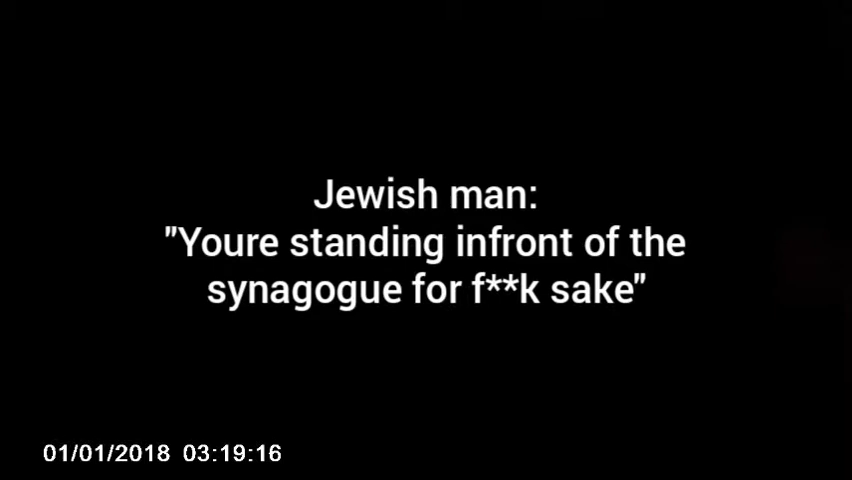 Jewish man:
"Youre standing infront of the
synagogue for f**k sake"
01/01/2018 03:19:16